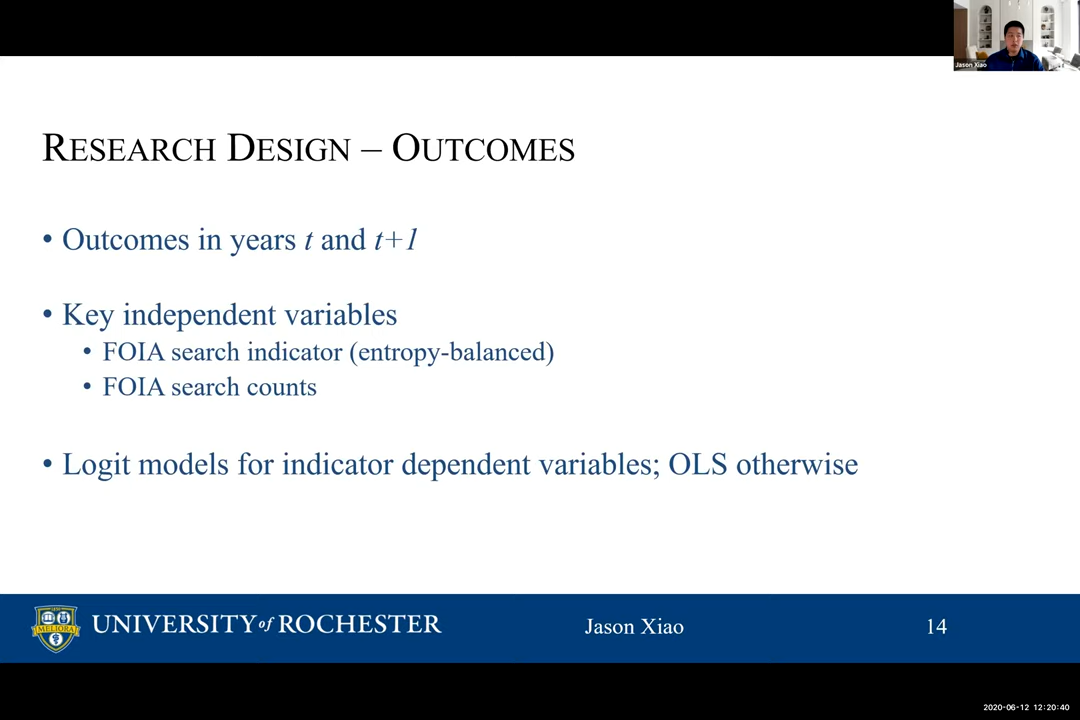 Jason Xiao
RESEARCH DESIGN – OUTCOMES
• Outcomes in years t and t+1
• Key independent variables
• FOIA search indicator (entropy-balanced)
• FOIA search counts
• Logit models for indicator dependent variables; OLS otherwise
MELIORA
UNIVERSITY of ROCHESTER
Jason Xiao
14
2020-06-12 12:20:40